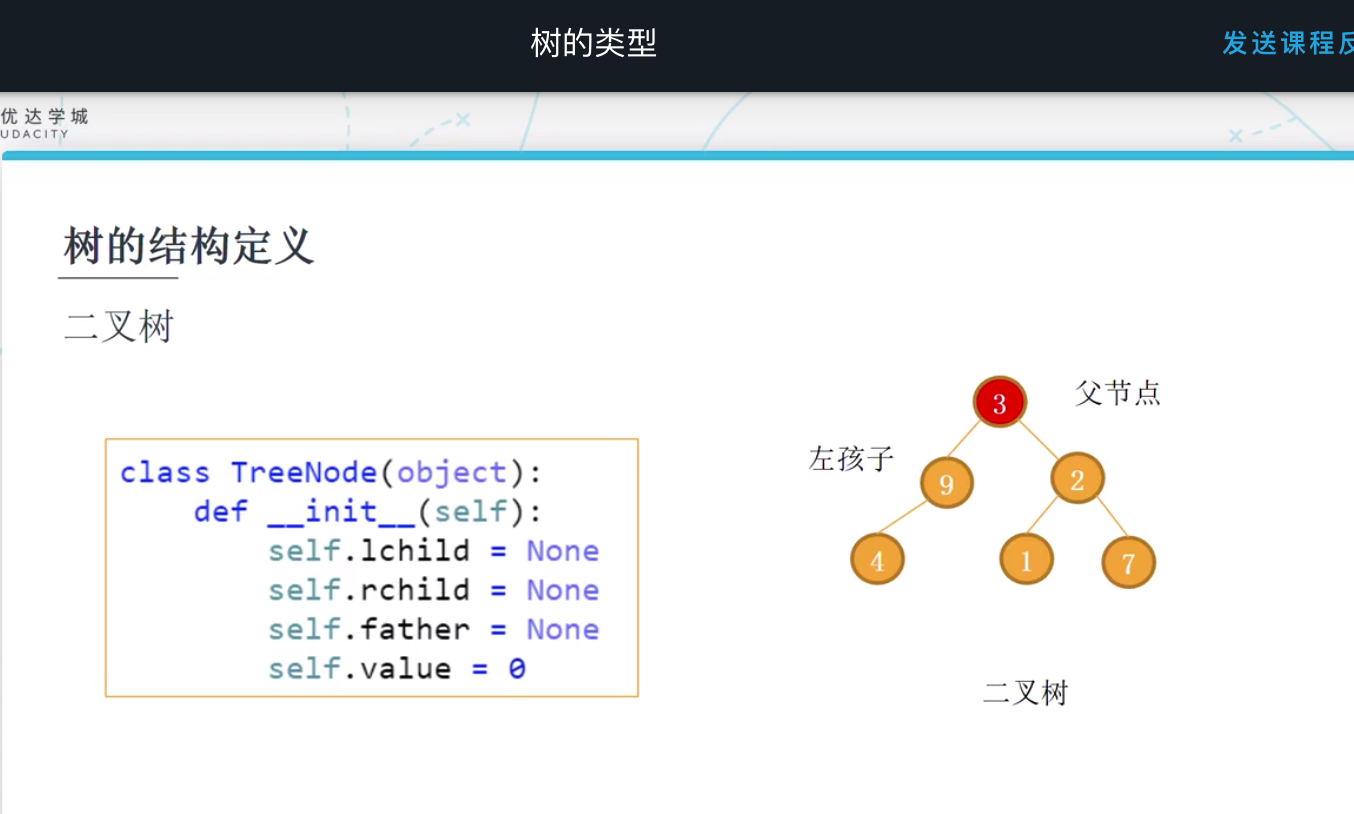 树的类型
发送课程反
优达学城
UDACITY
树的结构定义
二叉树
class TreeNode(object):
    def __init__(self):
        self.lchild = None
        self.rchild = None
        self.father = None
        self.value = 0
3
父节点
左孩子
9
2
4
1
7
二叉树